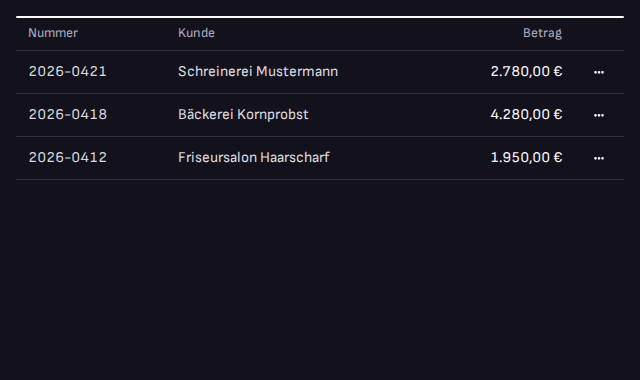 Nummer Kunde Betrag
2026-0421 Schreinerei Mustermann 2.780,00 € ...
2026-0418 Bäckerei Kornprobst 4.280,00 € ...
2026-0412 Friseursalon Haarscharf 1.950,00 € ...